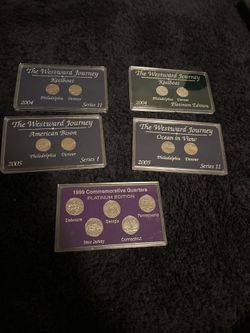 The Westward Journey
Keelboat
Philadelphia Denver
2004 Series II
The Westward Journey
Keelboat
Philadelphia Denver
2004 Platinum Edition
The Westward Journey
American Bison
Philadelphia Denver
2005 Series I
The Westward Journey
Ocean in View
Philadelphia Denver
2005 Series II
1999 Commemorative Quarters
PLATINUM EDITION
Delaware
Georgia
Pennsylvania
New Jersey
Connecticut